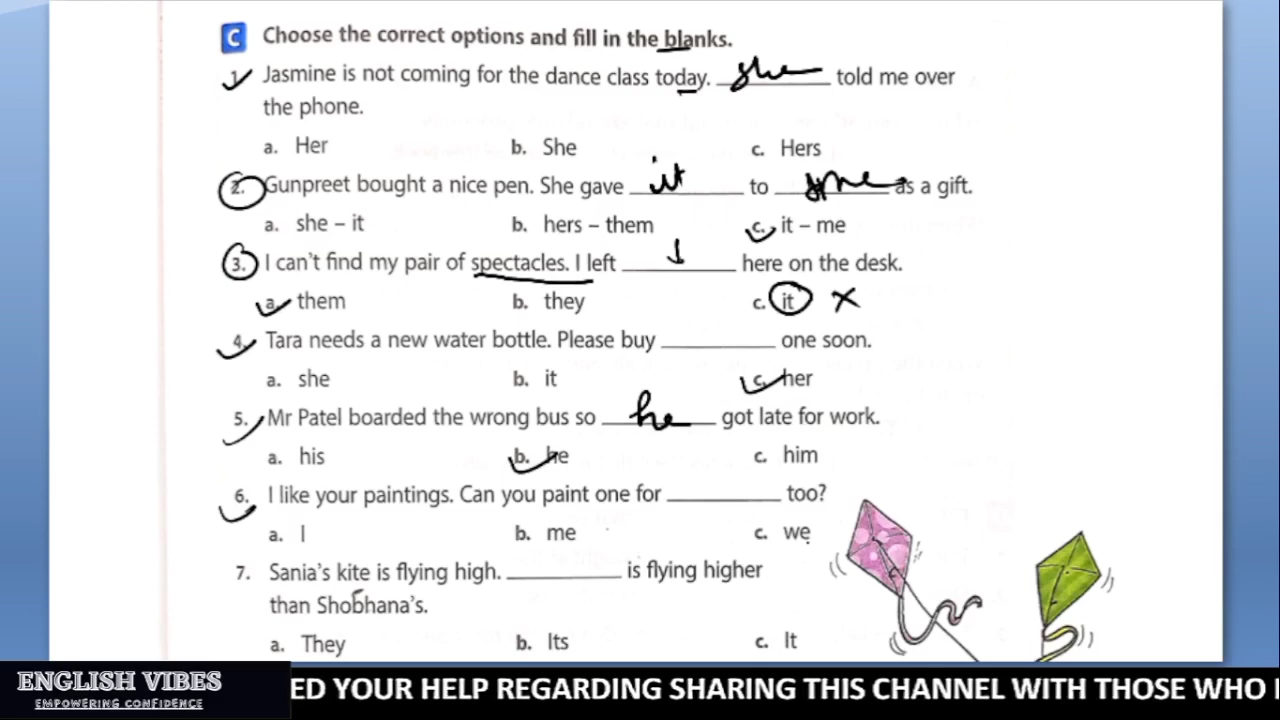 C Choose the correct options and fill in the blanks.
1. Jasmine is not coming for the dance class today. she told me over
the phone.
a. Her b. She c. Hers
2. Gunpreet bought a nice pen. She gave it to me as a gift.
a. she – it b. hers – them c. it – me
3. I can't find my pair of spectacles. I left ________ here on the desk.
a. them b. they c. it
4. Tara needs a new water bottle. Please buy ________ one soon.
a. she b. it c. her
5. Mr Patel boarded the wrong bus so he got late for work.
a. his b. he c. him
6. I like your paintings. Can you paint one for ________ too?
a. I b. me c. we
7. Sania's kite is flying high. ________ is flying higher
than Shobhana's.
a. They b. Its c. It
ENGLISH VIBES
EMPOWERING CONFIDENCE
ED YOUR HELP REGARDING SHARING THIS CHANNEL WITH THOSE WHO